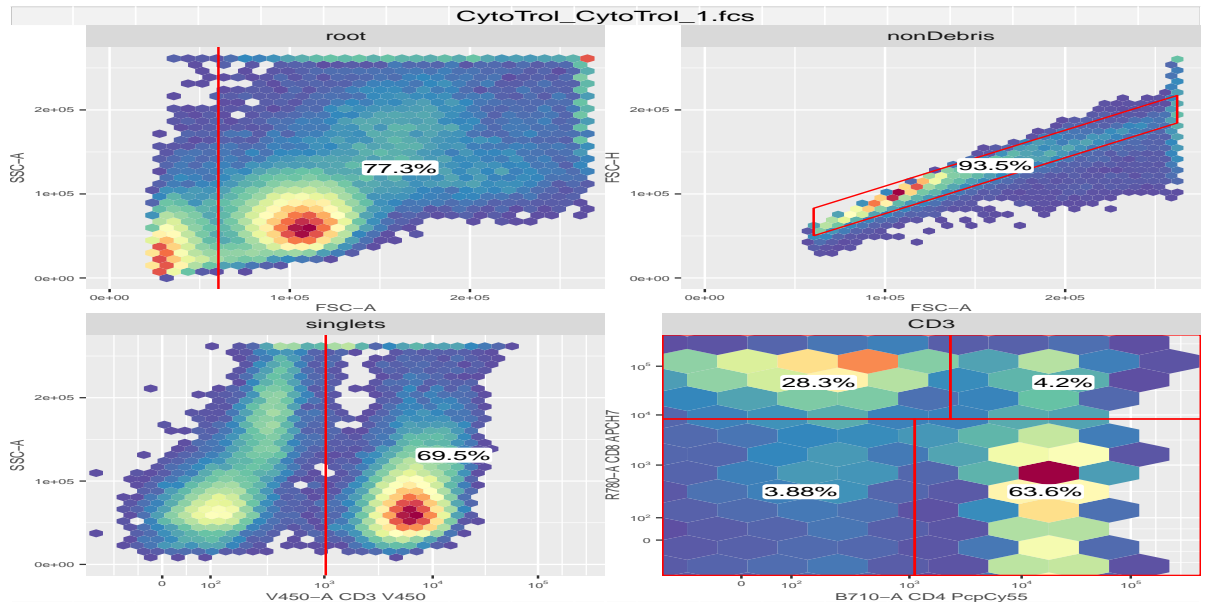 CytoTrol_CytoTrol_1.fcs
root
nonDebris
SSC-A
2e+05
1e+05
0e+00
77.3%
0e+00
1e+05
2e+05
FSC-A
FSC-H
2e+05
1e+05
0e+00
93.5%
0e+00
1e+05
2e+05
FSC-A
singlets
CD3
SSC-A
2e+05
1e+05
0e+00
69.5%
0
10²
10³
10⁴
10⁵
V450-A CD3 V450
R780-A CD8 APCH7
10⁵
10⁴
10³
10²
0
28.3%
4.2%
3.88%
63.6%
0
10²
10³
10⁴
10⁵
B710-A CD4 PcpCy55